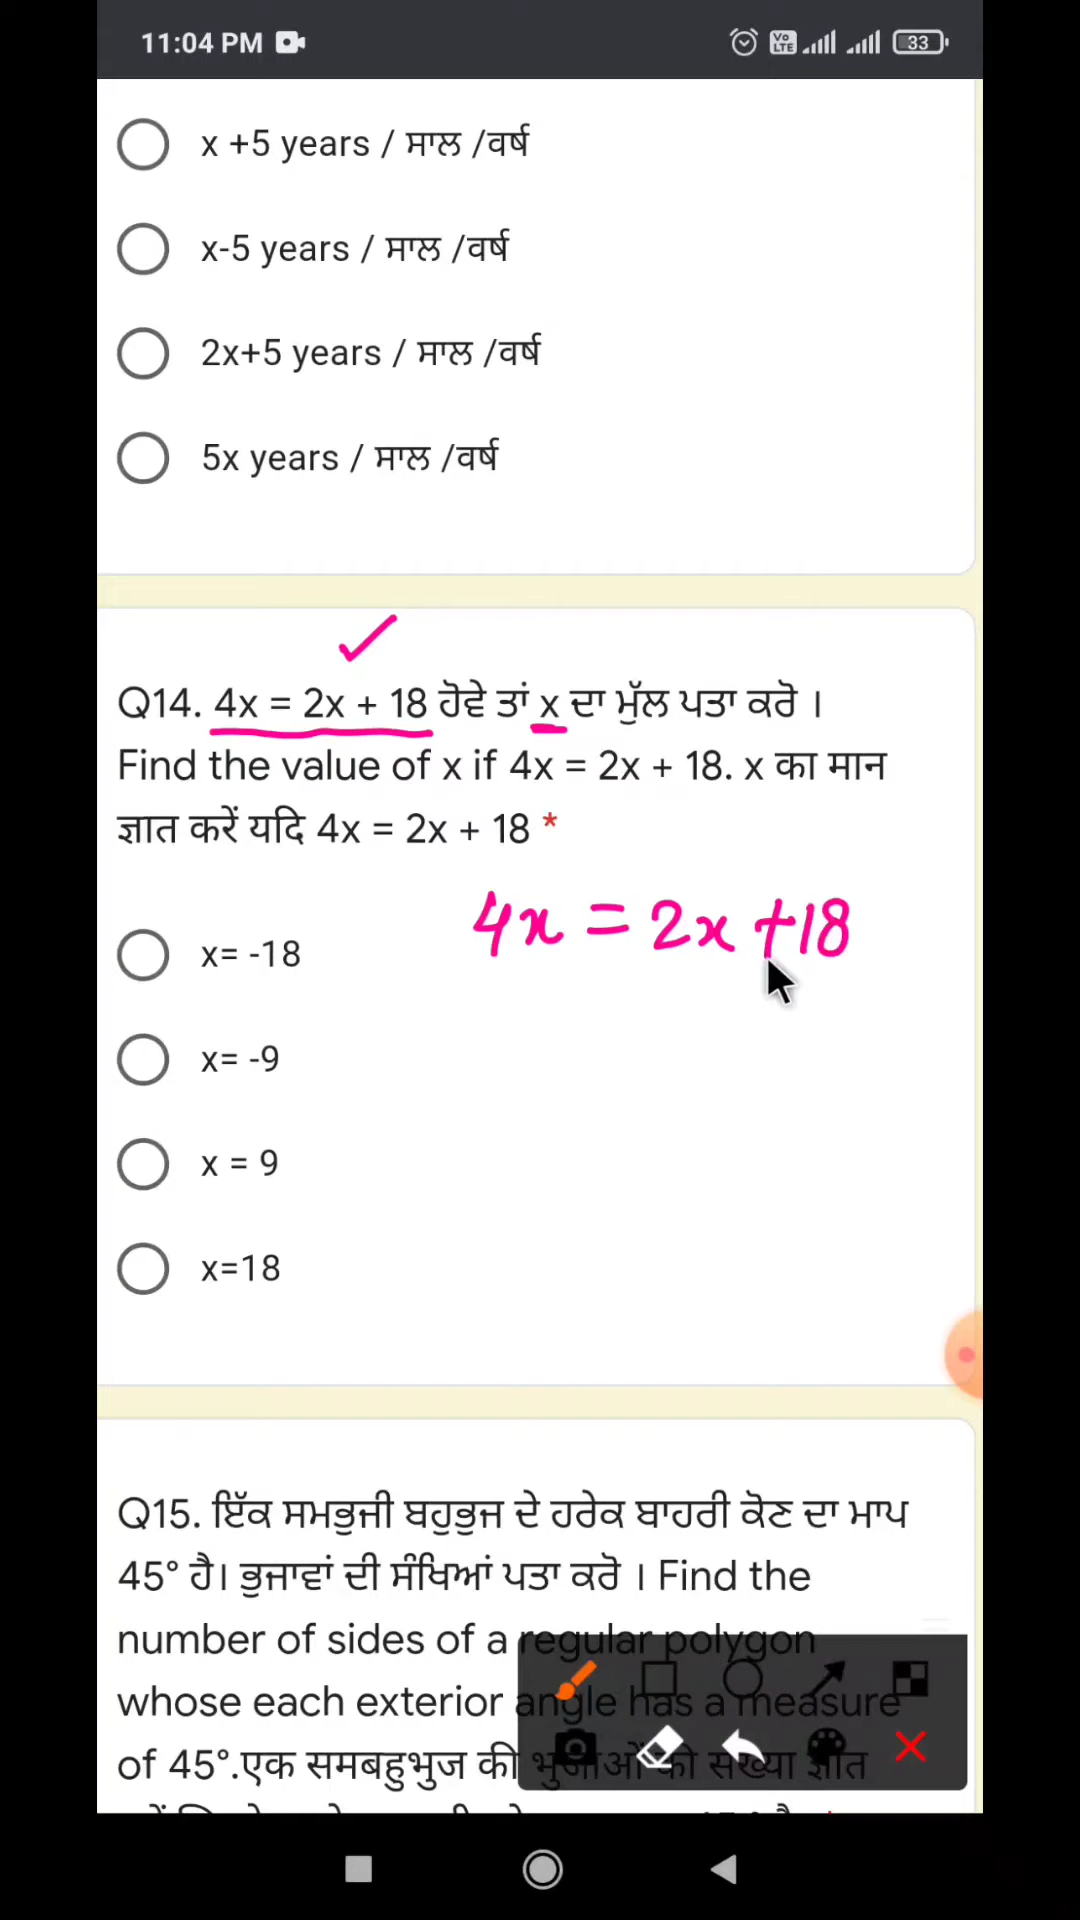 11:04 PM
Vo LTE
33
x +5 years / ਸਾਲ /वर्ष
x-5 years / ਸਾਲ /वर्ष
2x+5 years / ਸਾਲ /वर्ष
5x years / ਸਾਲ /वर्ष
Q14. 4x = 2x + 18 ਹੋਵੇ ਤਾਂ x ਦਾ ਮੁੱਲ ਪਤਾ ਕਰੋ ।
Find the value of x if 4x = 2x + 18. x का मान
ज्ञात करें यदि 4x = 2x + 18 *
4x = 2x +18
x= -18
x= -9
x = 9
x=18
Q15. ਇੱਕ ਸਮਭੁਜੀ ਬਹੁਭੁਜ ਦੇ ਹਰੇਕ ਬਾਹਰੀ ਕੋਣ ਦਾ ਮਾਪ
45° ਹੈ। ਭੁਜਾਵਾਂ ਦੀ ਸੰਖਿਆਂ ਪਤਾ ਕਰੋ । Find the
number of sides of a regular polygon
whose each exterior angle has a measure
of 45°.एक समबहुभुज की भुजाओं की संख्या ज्ञात